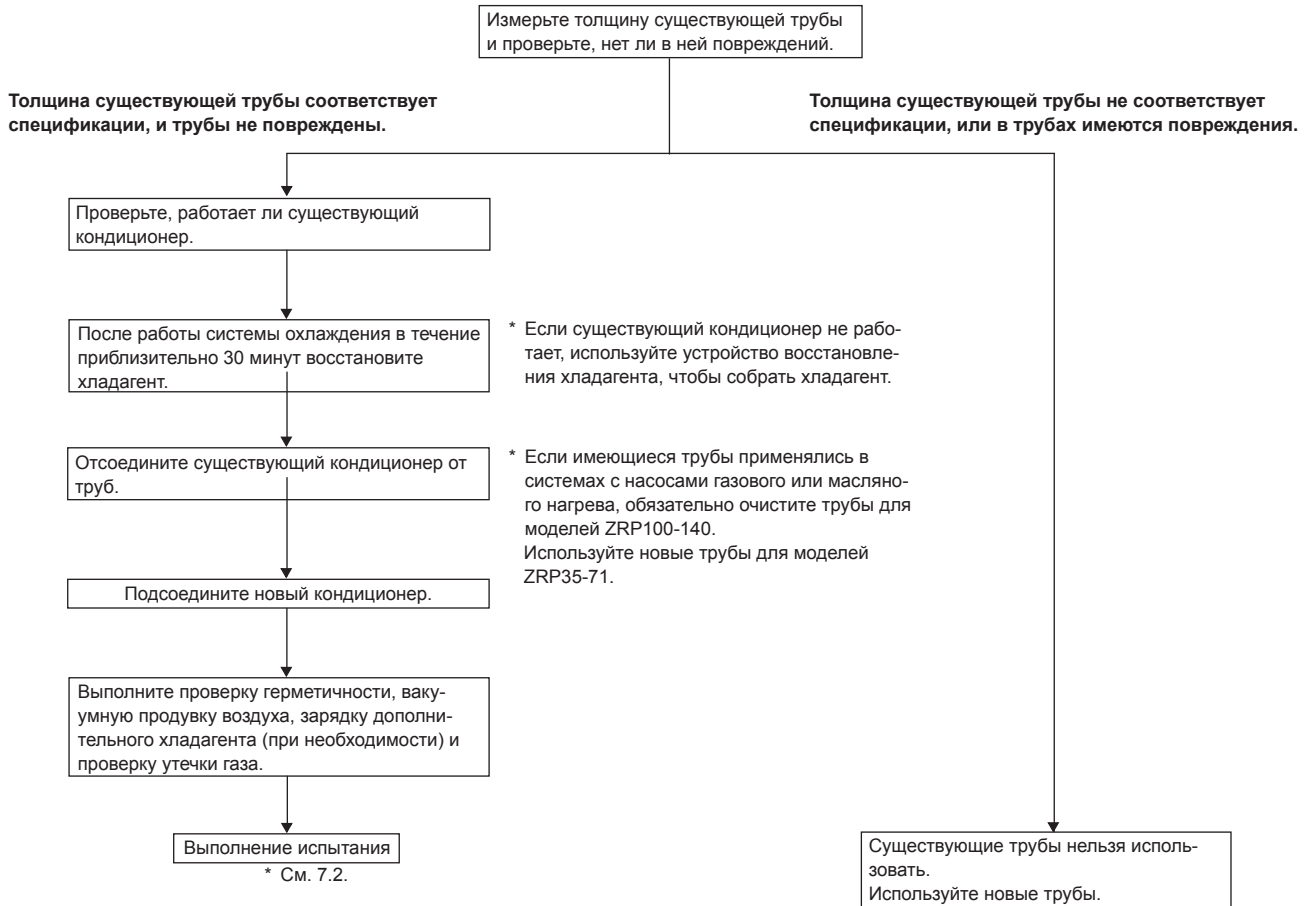 Измерьте толщину существующей трубы
и проверьте, нет ли в ней повреждений.
Толщина существующей трубы соответствует
спецификации, и трубы не повреждены.
Толщина существующей трубы не соответствует
спецификации, или в трубах имеются повреждения.
Проверьте, работает ли существующий
кондиционер.
После работы системы охлаждения в течение
приблизительно 30 минут восстановите
хладагент.
* Если существующий кондиционер не рабо-
тает, используйте устройство восстановле-
ния хладагента, чтобы собрать хладагент.
Отсоедините существующий кондиционер от
труб.
* Если имеющиеся трубы применялись в
системах с насосами газового или масляно-
го нагрева, обязательно очистите трубы для
моделей ZRP100-140.
Используйте новые трубы для моделей
ZRP35-71.
Подсоедините новый кондиционер.
Выполните проверку герметичности, ваку-
умную продувку воздуха, зарядку дополни-
тельного хладагента (при необходимости) и
проверку утечки газа.
Выполнение испытания
* См. 7.2.
Существующие трубы нельзя исполь-
зовать.
Используйте новые трубы.